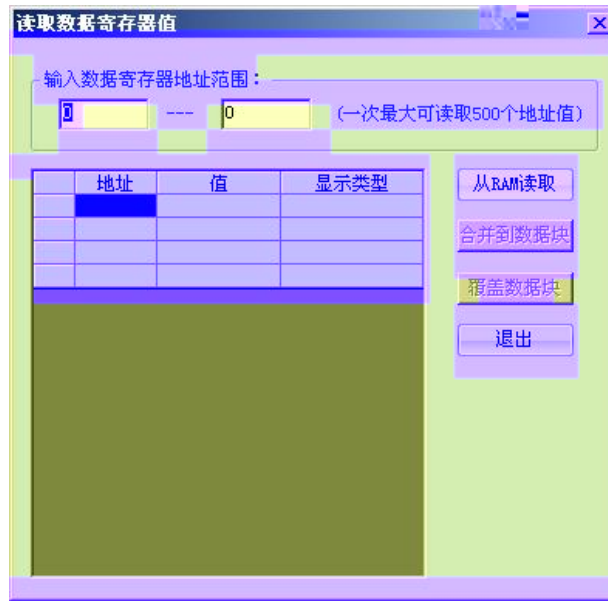 读取数据寄存器值
输入数据寄存器地址范围：
0 --- 0 (一次最大可读取500个地址值)
地址 值 显示类型
从RAM读取
合并到数据块
覆盖数据块
退出